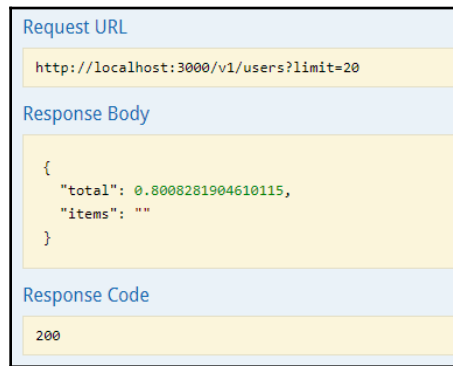 Request URL
http://localhost:3000/v1/users?limit=20
Response Body
{
"total": 0.8008281904610115,
"items": ""
}
Response Code
200